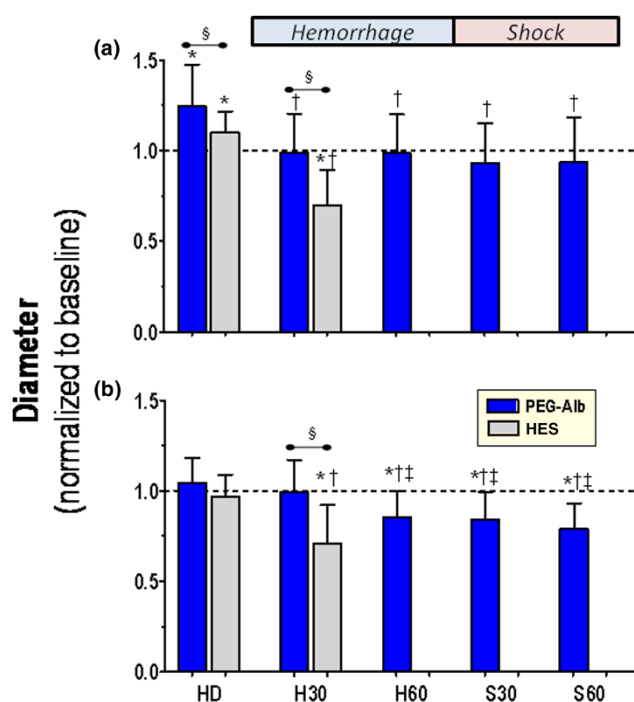 Hemorrhage Shock
(a)
Diameter
(normalized to baseline)
1.5
1.0
0.5
0.0
§
* *
†
§
*†
†
†
†
(b)
1.5
1.0
0.5
0.0
PEG-Alb
HES
§
*†
*†‡
*†‡
*†‡
HD H30 H60 S30 S60